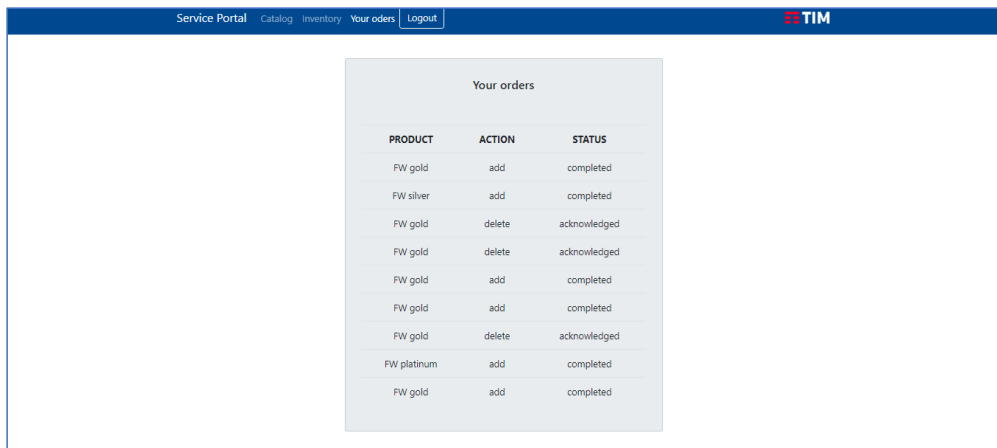 Service Portal Catalog Inventory Your oders Logout TIM
Your orders
PRODUCT ACTION STATUS
FW gold add completed
FW silver add completed
FW gold delete acknowledged
FW gold delete acknowledged
FW gold add completed
FW gold add completed
FW gold delete acknowledged
FW platinum add completed
FW gold add completed